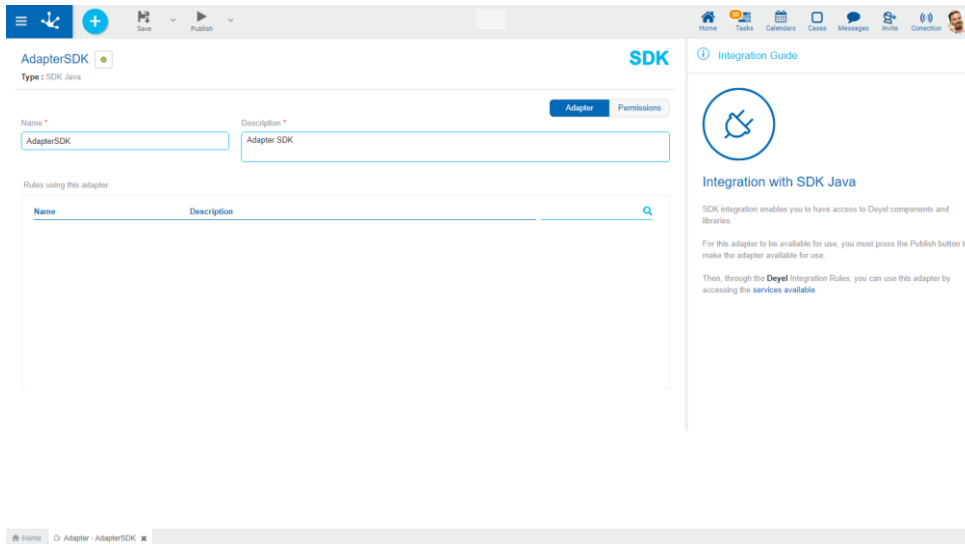 Save
Publish
Home
30
Tasks
Calendars
Cases
Messages
Invite
Conection
AdapterSDK
Type : SDK Java
SDK
Adapter
Permissions
Name *
Description *
AdapterSDK
Adapter SDK
Rules using this adapter
Name
Description
Integration Guide
Integration with SDK Java
SDK integration enables you to have access to Deyel components and
libraries.
For this adapter to be available for use, you must press the Publish button t
make the adapter available for use.
Then, through the Deyel Integration Rules, you can use this adapter by
accessing the services available.
Home
Adapter - AdapterSDK